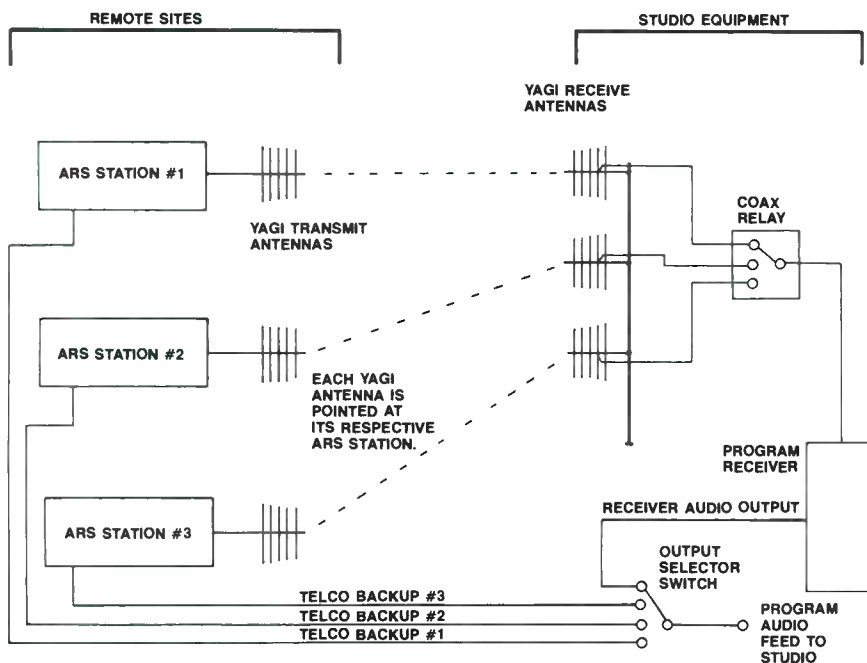 REMOTE SITES
STUDIO EQUIPMENT
YAGI RECEIVE
ANTENNAS
ARS STATION #1
YAGI TRANSMIT
ANTENNAS
COAX
RELAY
ARS STATION #2
EACH YAGI
ANTENNA IS
POINTED AT
ITS RESPECTIVE
ARS STATION.
PROGRAM
RECEIVER
RECEIVER AUDIO OUTPUT
ARS STATION #3
OUTPUT
SELECTOR
SWITCH
TELCO BACKUP #3
TELCO BACKUP #2
TELCO BACKUP #1
PROGRAM
AUDIO
FEED TO
STUDIO